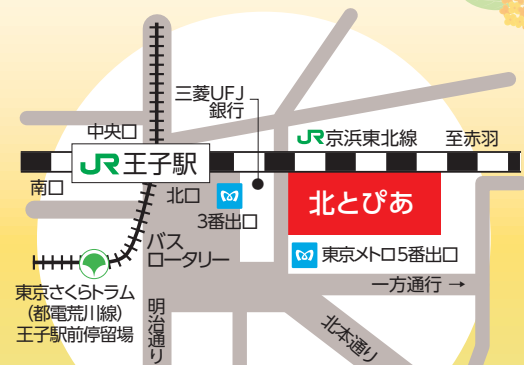 三菱UFJ
銀行
中央口
JR京浜東北線
至赤羽
JR王子駅
南口
北口
3番出口
北とぴあ
バス
ロータリー
東京メトロ5番出口
一方通行 →
東京さくらトラム
(都電荒川線)
王子駅前停留場
明治通り
北本通り